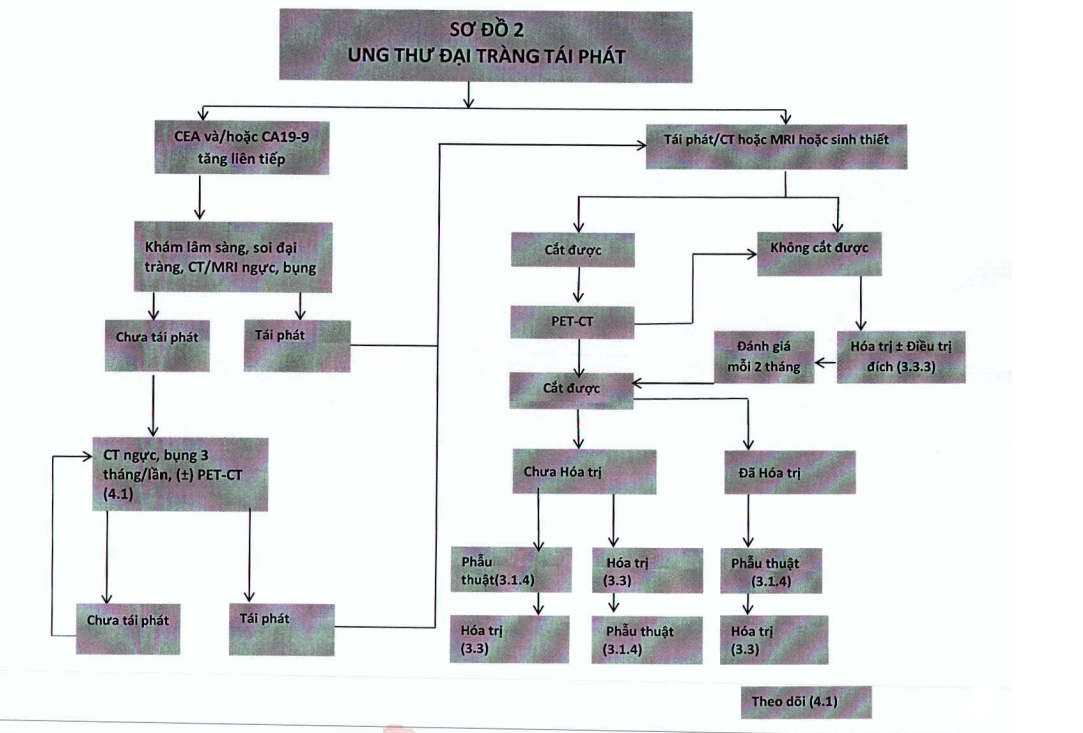 SƠ ĐỒ 2
UNG THƯ ĐẠI TRÀNG TÁI PHÁT
CEA và/hoặc CA19-9
tăng liên tiếp
Tái phát/CT hoặc MRI hoặc sinh thiết
Khám lâm sàng, soi đại
tràng, CT/MRI ngực, bụng
Cắt được
Không cắt được
Chưa tái phát
Tái phát
PET-CT
Đánh giá
mỗi 2 tháng
Hóa trị ± Điều trị
đích (3.3.3)
Cắt được
CT ngực, bụng 3
tháng/lần, (±) PET-CT
(4.1)
Chưa Hóa trị
Đã Hóa trị
Phẫu
thuật(3.1.4)
Hóa trị
(3.3)
Phẫu thuật
(3.1.4)
Chưa tái phát
Tái phát
Hóa trị
(3.3)
Phẫu thuật
(3.1.4)
Hóa trị
(3.3)
Theo dõi (4.1)